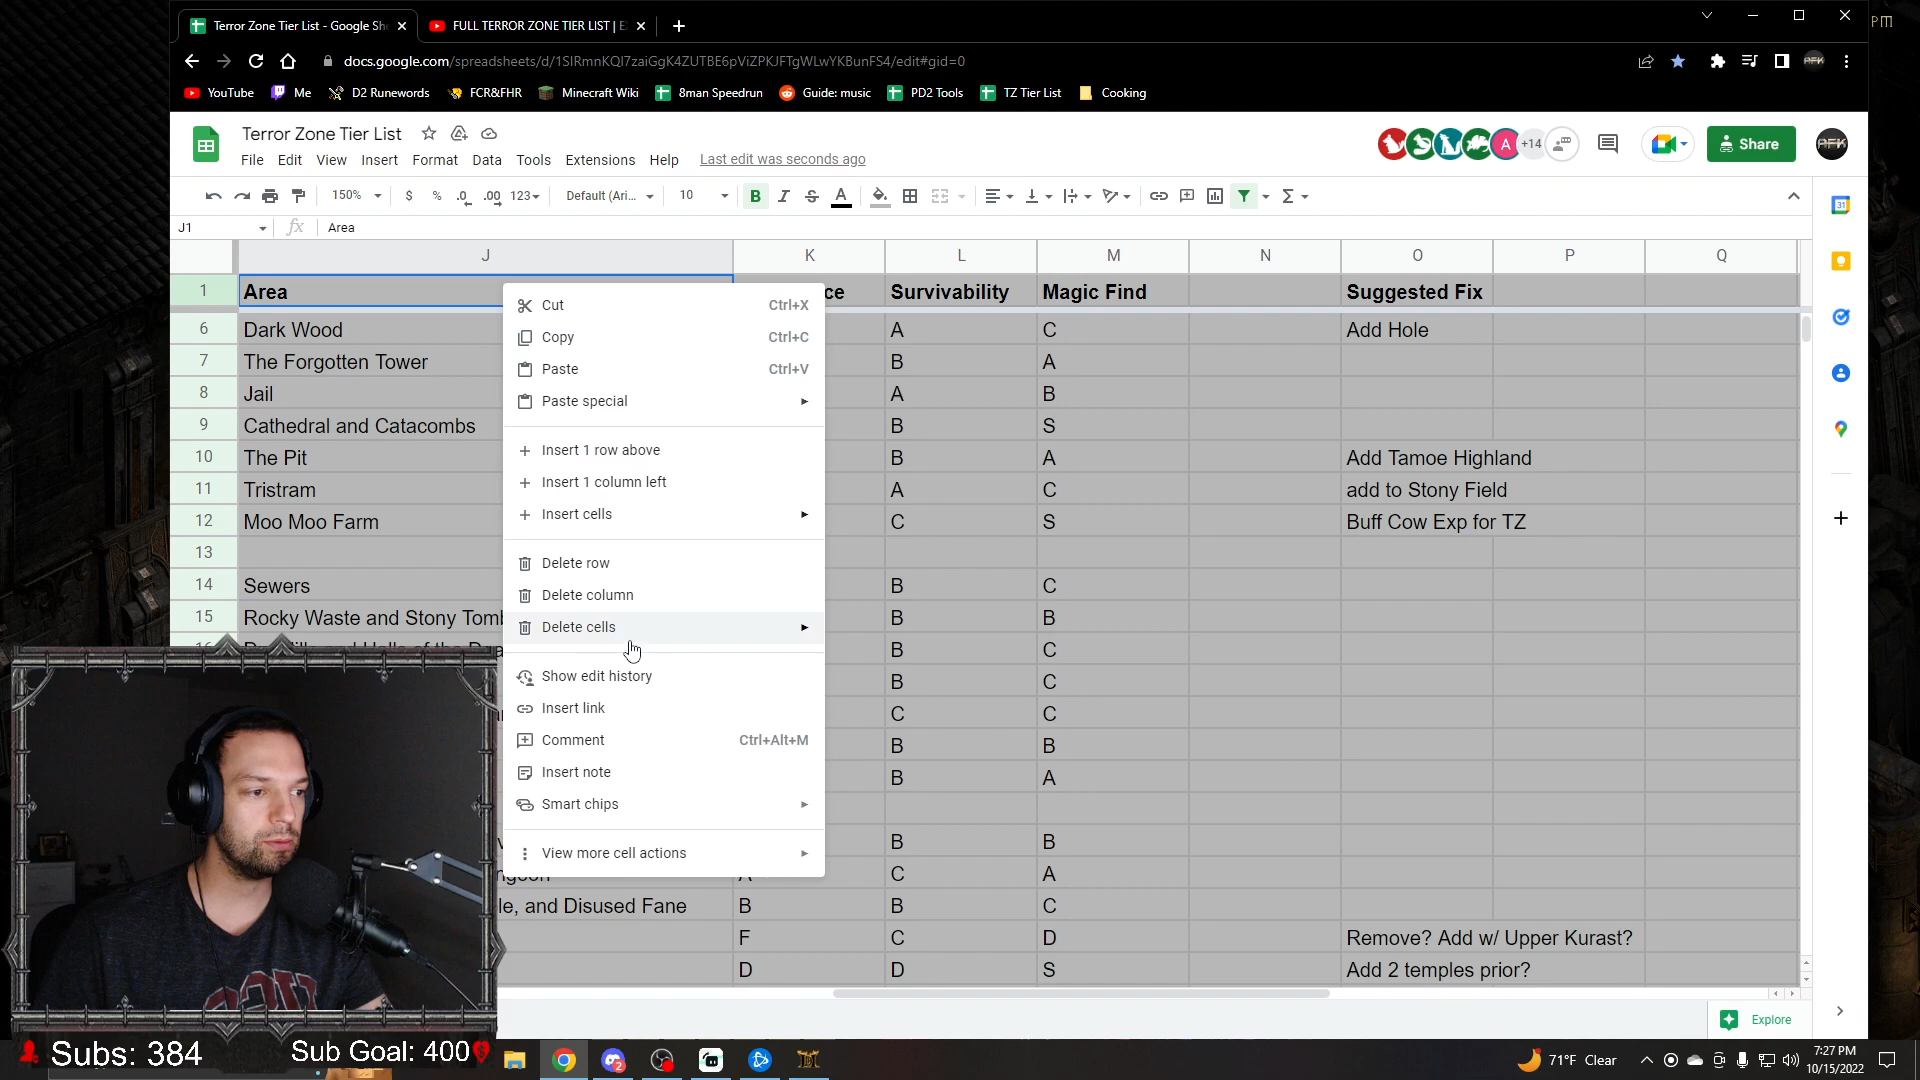 Terror Zone Tier List - Google She
FULL TERROR ZONE TIER LIST | E
PM
docs.google.com/spreadsheets/d/1SIRmnKQI7zaiGgK4ZUTBE6pViZPKJFTgWLwYKBunFS4/edit#gid=0
YouTube Me D2 Runewords FCR&FHR Minecraft Wiki 8man Speedrun Guide: music PD2 Tools TZ Tier List Cooking
Terror Zone Tier List
+14
Share
AFK
File Edit View Insert Format Data Tools Extensions Help Last edit was seconds ago
150% $ % .0 .00 123 Default (Ari... 10 B I S A Σ
J1 fx Area
J K L M N O P Q
1 Area ce Survivability Magic Find Suggested Fix
6 Dark Wood A C Add Hole
7 The Forgotten Tower B A
8 Jail A B
9 Cathedral and Catacombs B S
10 The Pit B A Add Tamoe Highland
11 Tristram A C add to Stony Field
12 Moo Moo Farm C S Buff Cow Exp for TZ
13
14 Sewers B C
15 Rocky Waste and Stony Tomb B B
B C
B C
C C
B B
B A
B B
C A
le, and Disused Fane B B C
F C D Remove? Add w/ Upper Kurast?
D D S Add 2 temples prior?
Cut Ctrl+X
Copy Ctrl+C
Paste Ctrl+V
Paste special
Insert 1 row above
Insert 1 column left
Insert cells
Delete row
Delete column
Delete cells
Show edit history
Insert link
Comment Ctrl+Alt+M
Insert note
Smart chips
View more cell actions
Explore
Subs: 384 Sub Goal: 400
71°F Clear
7:27 PM
10/15/2022